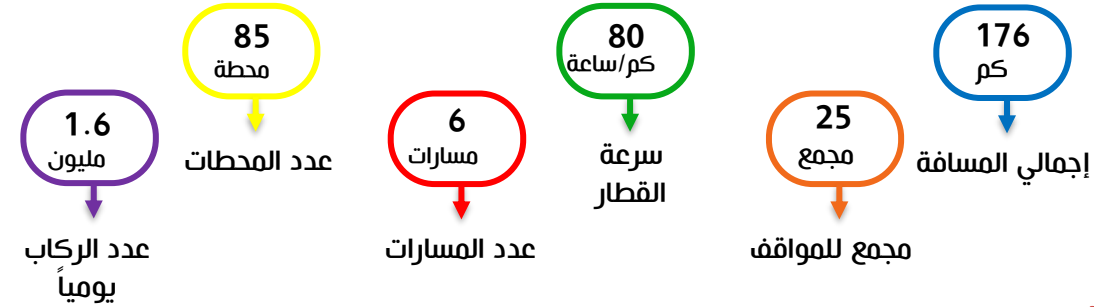 176
كم
إجمالي المسافة
25
مجمع
مجمع للمواقف
80
كم/ساعة
سرعة
القطار
6
مسارات
عدد المسارات
85
محطة
عدد المحطات
1.6
مليون
عدد الركاب
يومياً